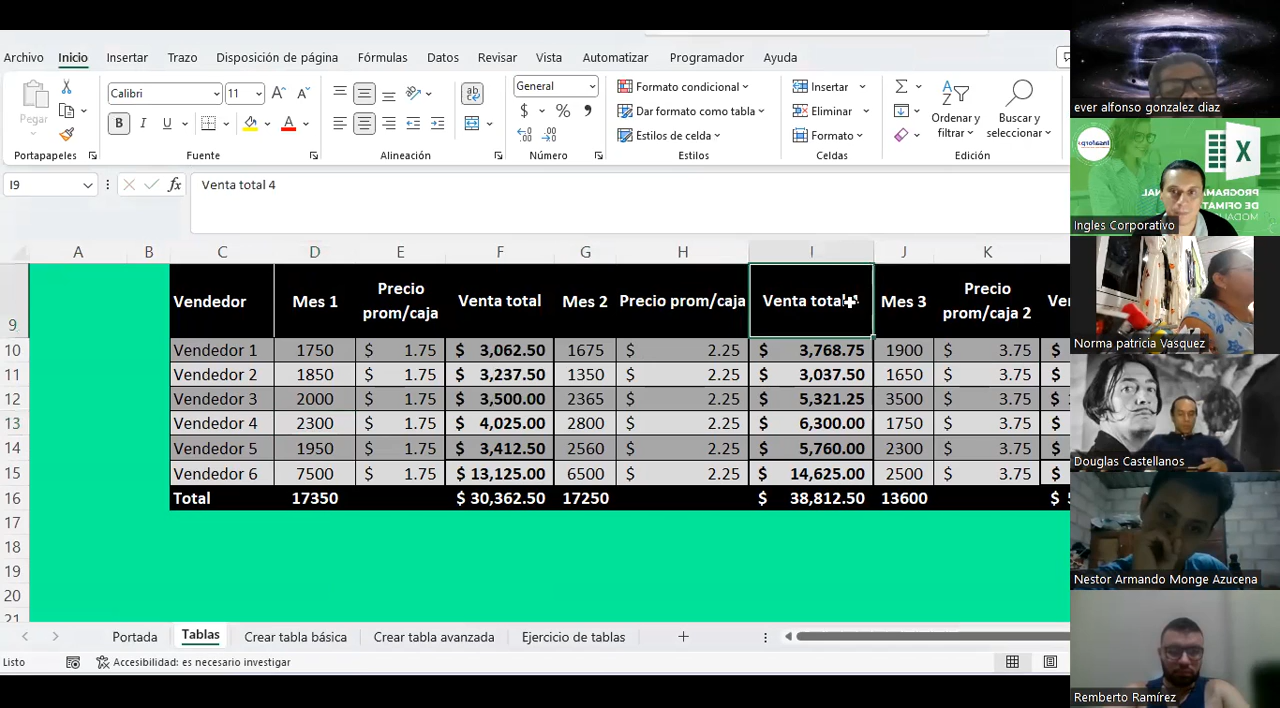 Archivo Inicio Insertar Trazo Disposición de página Fórmulas Datos Revisar Vista Automatizar Programador Ayuda
Pegar
Calibri 11
General
Formato condicional
Dar formato como tabla
Estilos de celda
Insertar
Eliminar
Formato
Ordenar y filtrar
Buscar y seleccionar
Portapapeles Fuente Alineación Número Estilos Celdas Edición
I9 fx Venta total 4
A B C D E F G H I J K
9 Vendedor Mes 1 Precio prom/caja Venta total Mes 2 Precio prom/caja Venta total Mes 3 Precio prom/caja 2
10 Vendedor 1 1750 $ 1.75 $ 3,062.50 1675 $ 2.25 $ 3,768.75 1900 $ 3.75 $
11 Vendedor 2 1850 $ 1.75 $ 3,237.50 1350 $ 2.25 $ 3,037.50 1650 $ 3.75 $
12 Vendedor 3 2000 $ 1.75 $ 3,500.00 2365 $ 2.25 $ 5,321.25 3500 $ 3.75 $
13 Vendedor 4 2300 $ 1.75 $ 4,025.00 2800 $ 2.25 $ 6,300.00 1750 $ 3.75 $
14 Vendedor 5 1950 $ 1.75 $ 3,412.50 2560 $ 2.25 $ 5,760.00 2300 $ 3.75 $
15 Vendedor 6 7500 $ 1.75 $ 13,125.00 6500 $ 2.25 $ 14,625.00 2500 $ 3.75 $
16 Total 17350 $ 30,362.50 17250 $ 38,812.50 13600 $
17
18
19
20
21
Portada Tablas Crear tabla básica Crear tabla avanzada Ejercicio de tablas
Listo Accesibilidad: es necesario investigar
ever alfonso gonzalez diaz
PROGRAMA
DE OFIMAT
Ingles Corporativo
Norma patricia Vasquez
Douglas Castellanos
Nestor Armando Monge Azucena
Remberto Ramírez